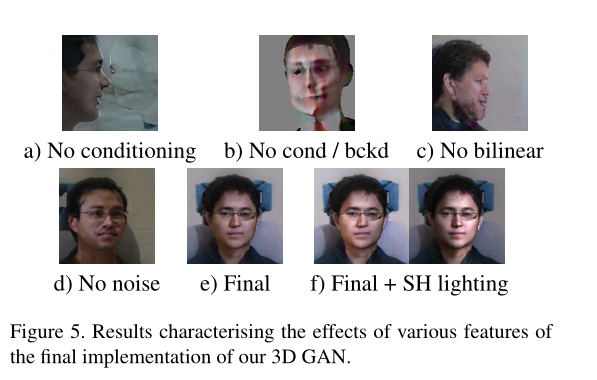 a) No conditioning b) No cond / bckd c) No bilinear
d) No noise e) Final f) Final + SH lighting
Figure 5. Results characterising the effects of various features of
the final implementation of our 3D GAN.